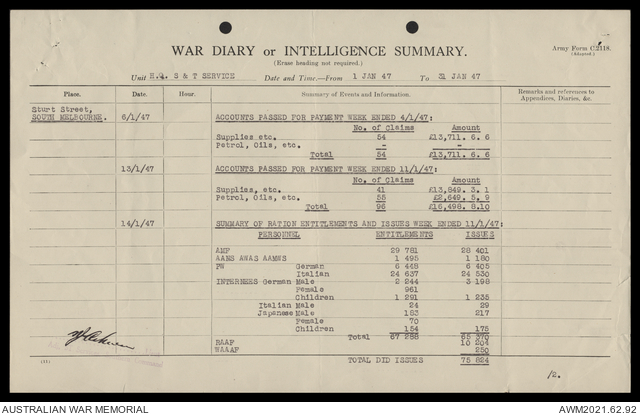 WAR DIARY or INTELLIGENCE SUMMARY.
(Erase heading not required.)
Army Form C.2118.
(Adapted.)
Unit H.Q. S & T SERVICE Date and Time:—From 1 JAN 47 To 31 JAN 47
Place. Date. Hour. Summary of Events and Information. Remarks and references to Appendices, Diaries, &c.
Sturt Street,
SOUTH MELBOURNE. 6/1/47 ACCOUNTS PASSED FOR PAYMENT WEEK ENDED 4/1/47:
No. of Claims Amount
Supplies etc. 54 £13,711. 6. 6
Petrol, Oils, etc. - -
Total 54 £13,711. 6. 6
13/1/47 ACCOUNTS PASSED FOR PAYMENT WEEK ENDED 11/1/47:
No. of Claims Amount
Supplies, etc. 41 £13,849. 3. 1
Petrol, Oils, etc. 55 £2,649. 5. 9
Total 96 £16,498. 8.10
14/1/47 SUMMARY OF RATION ENTITLEMENTS AND ISSUES WEEK ENDED 11/1/47:
PERSONNEL ENTITLEMENTS ISSUES
AMF 29 781 28 401
AANS AWAS AAMWS 1 495 1 180
PW German 6 448 6 405
Italian 24 637 24 530
INTERNEES German Male 2 244 3 198
Female 961
Children 1 291 1 235
Italian Male 24 29
Japanese Male 183 217
Female 70
Children 154 175
Total 67 288 65 370
RAAF 10 204
WAAAF 250
TOTAL DID ISSUES 75 824
12.
AUSTRALIAN WAR MEMORIAL AWM2021.62.92